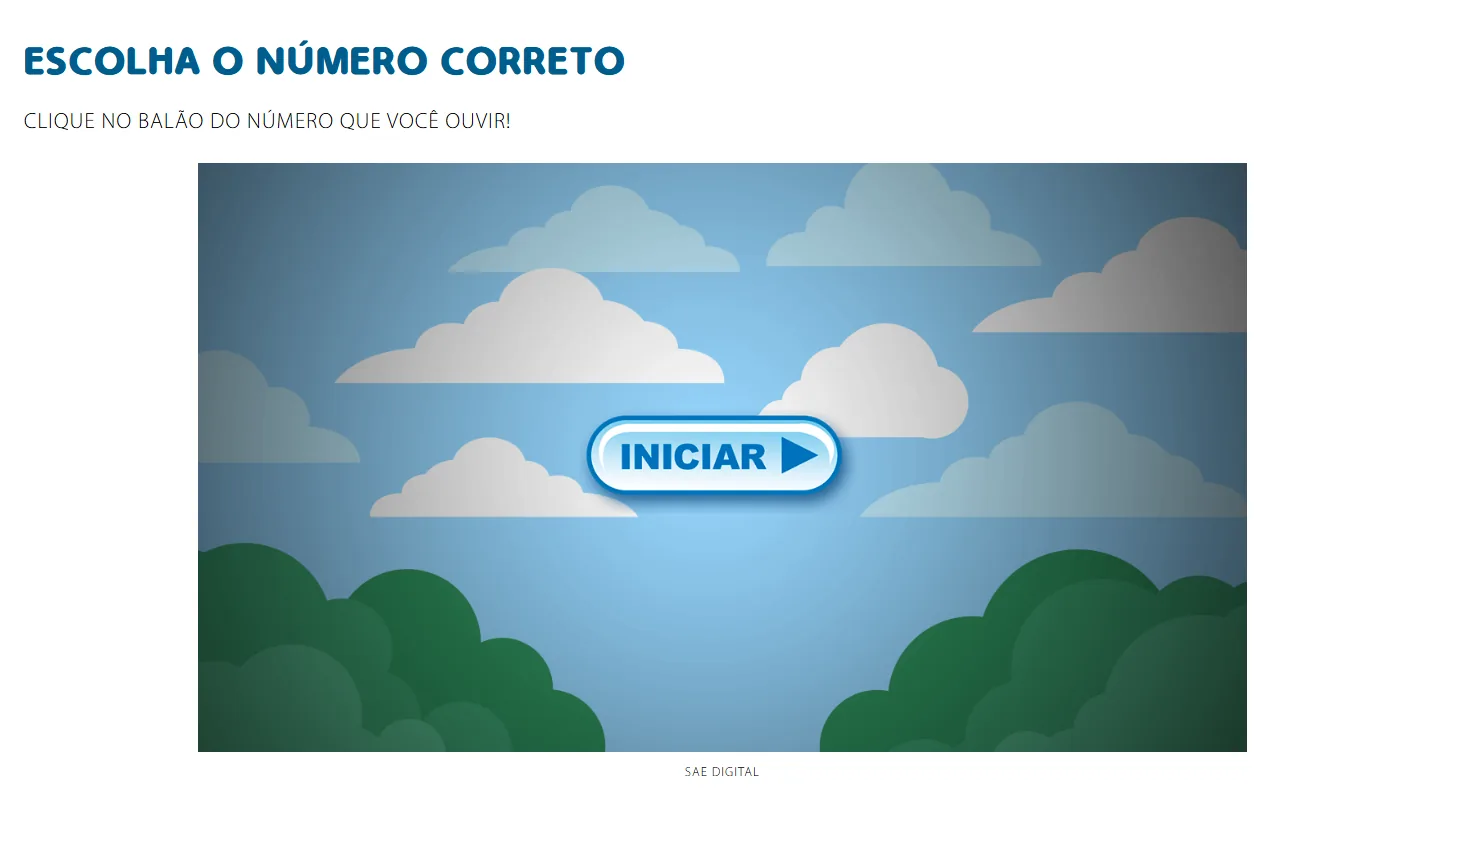 ESCOLHA O NÚMERO CORRETO
CLIQUE NO BALÃO DO NÚMERO QUE VOCÊ OUVIR!
INICIAR
SAE DIGITAL